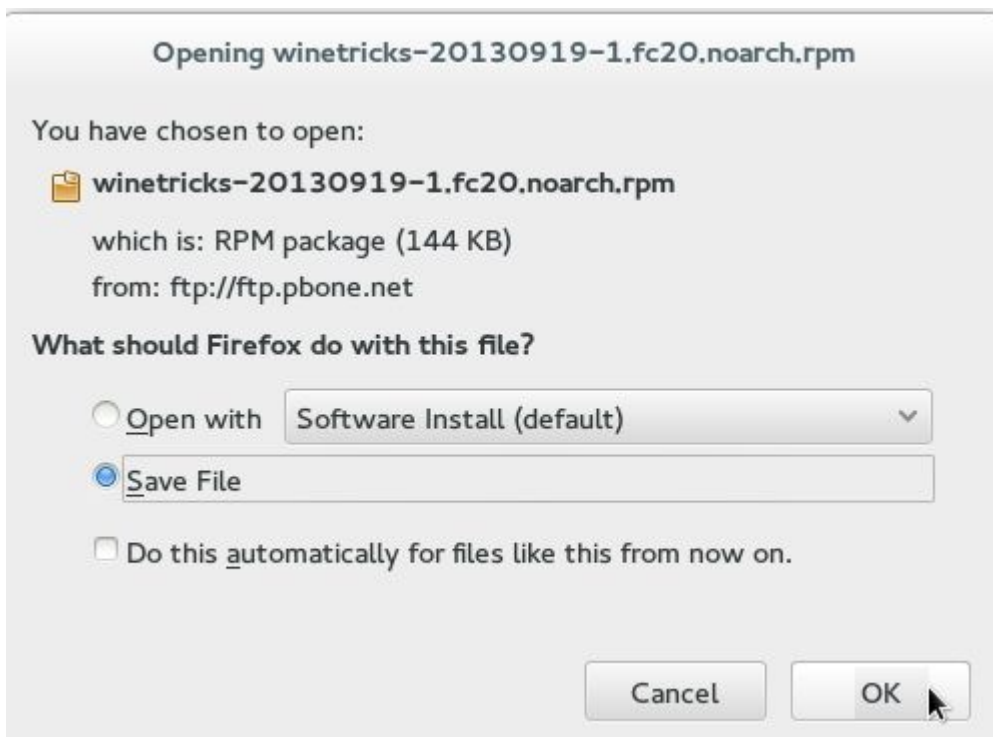 Opening winetricks-20130919-1.fc20.noarch.rpm
You have chosen to open:
winetricks-20130919-1.fc20.noarch.rpm
which is: RPM package (144 KB)
from: ftp://ftp.pbone.net
What should Firefox do with this file?
Open with Software Install (default)
Save File
Do this automatically for files like this from now on.
Cancel OK